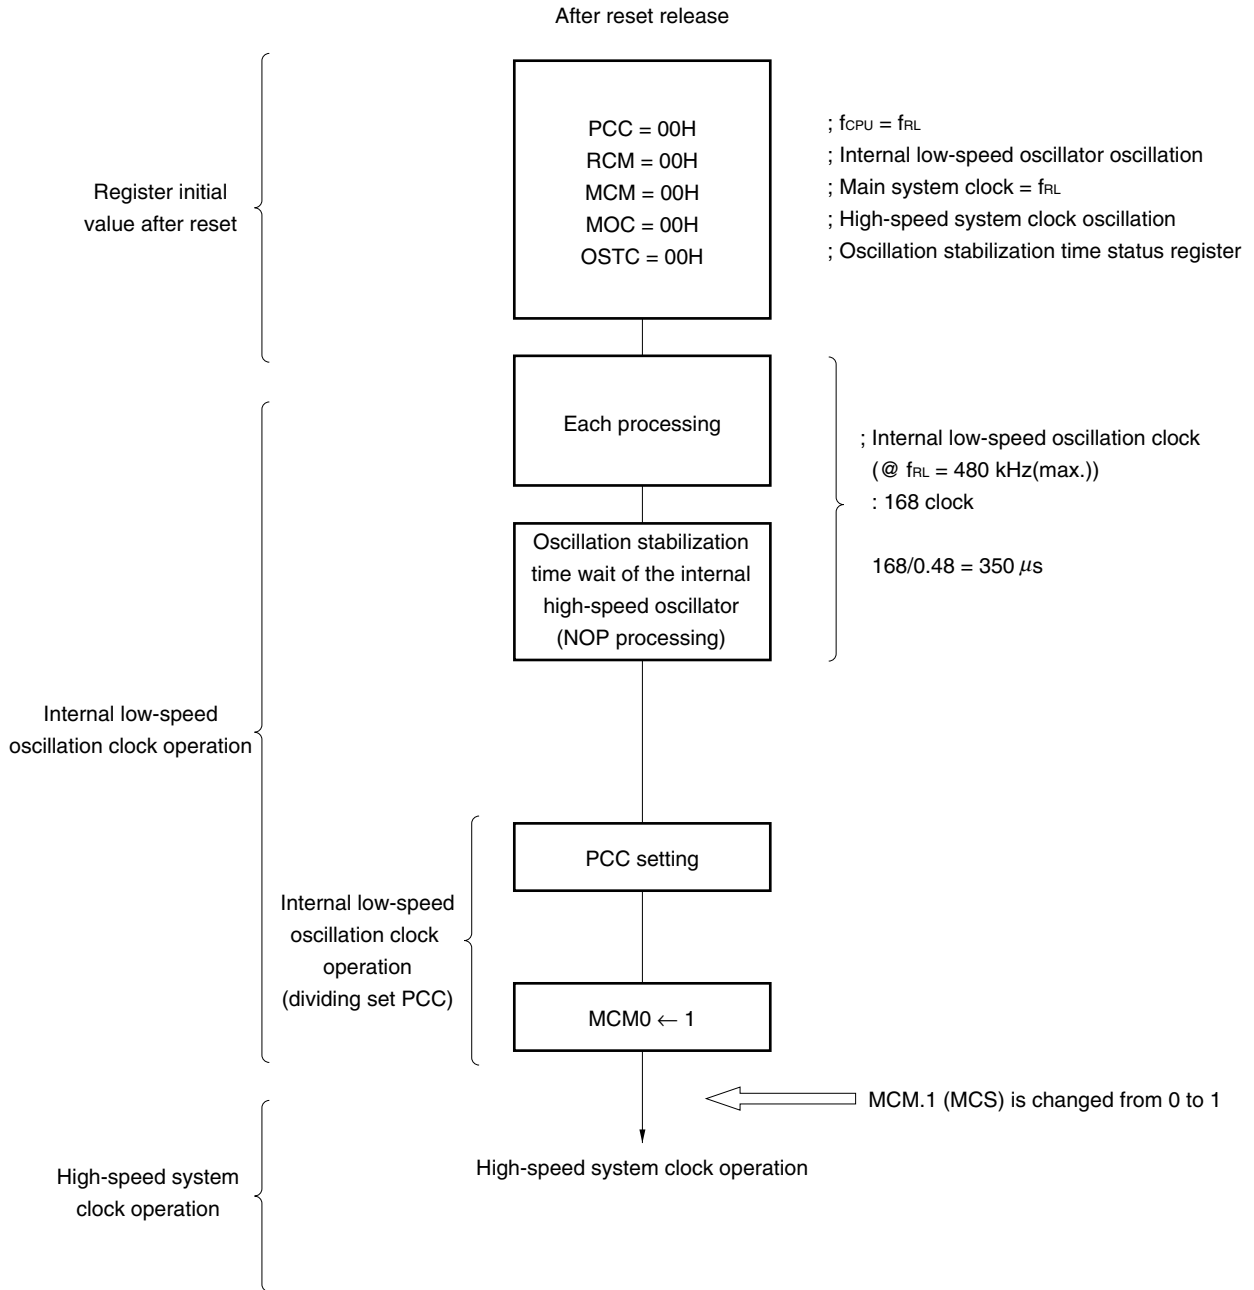 After reset release
Register initial
value after reset
PCC = 00H
RCM = 00H
MCM = 00H
MOC = 00H
OSTC = 00H
; fCPU = fRL
; Internal low-speed oscillator oscillation
; Main system clock = fRL
; High-speed system clock oscillation
; Oscillation stabilization time status register
Each processing
Oscillation stabilization
time wait of the internal
high-speed oscillator
(NOP processing)
; Internal low-speed oscillation clock
(@ fRL = 480 kHz(max.))
: 168 clock
168/0.48 = 350 μs
Internal low-speed
oscillation clock operation
Internal low-speed
oscillation clock
operation
(dividing set PCC)
PCC setting
MCM0 ← 1
MCM.1 (MCS) is changed from 0 to 1
High-speed system clock operation
High-speed system
clock operation